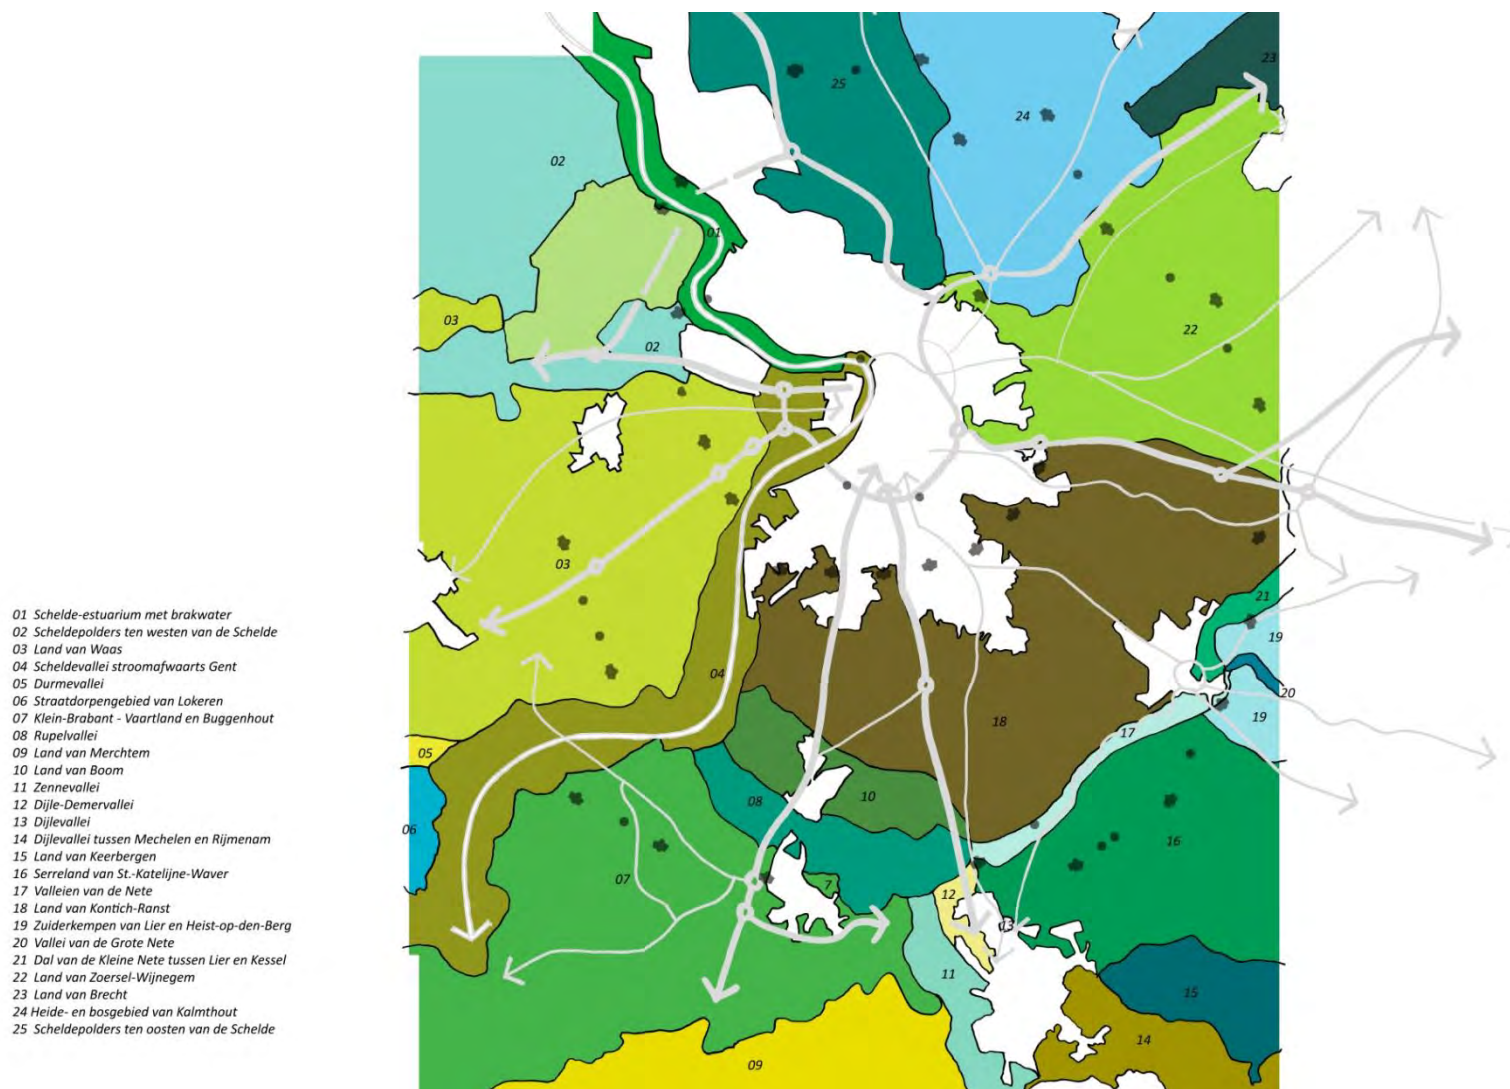 23
25
24
02
01
03
22
02
03
21
19
04
20
19
18
17
05
08
10
06
16
07
7
12
13
11
15
14
09
01 Schelde-estuarium met brakwater
02 Scheldepolders ten westen van de Schelde
03 Land van Waas
04 Scheldevallei stroomafwaarts Gent
05 Durmevallei
06 Straatdorpengebied van Lokeren
07 Klein-Brabant - Vaartland en Buggenhout
08 Rupelvallei
09 Land van Merchtem
10 Land van Boom
11 Zennevallei
12 Dijle-Demervallei
13 Dijlevallei
14 Dijlevallei tussen Mechelen en Rijmenam
15 Land van Keerbergen
16 Serreland van St.-Katelijne-Waver
17 Valleien van de Nete
18 Land van Kontich-Ranst
19 Zuiderkempen van Lier en Heist-op-den-Berg
20 Vallei van de Grote Nete
21 Dal van de Kleine Nete tussen Lier en Kessel
22 Land van Zoersel-Wijnegem
23 Land van Brecht
24 Heide- en bosgebied van Kalmthout
25 Scheldepolders ten oosten van de Schelde